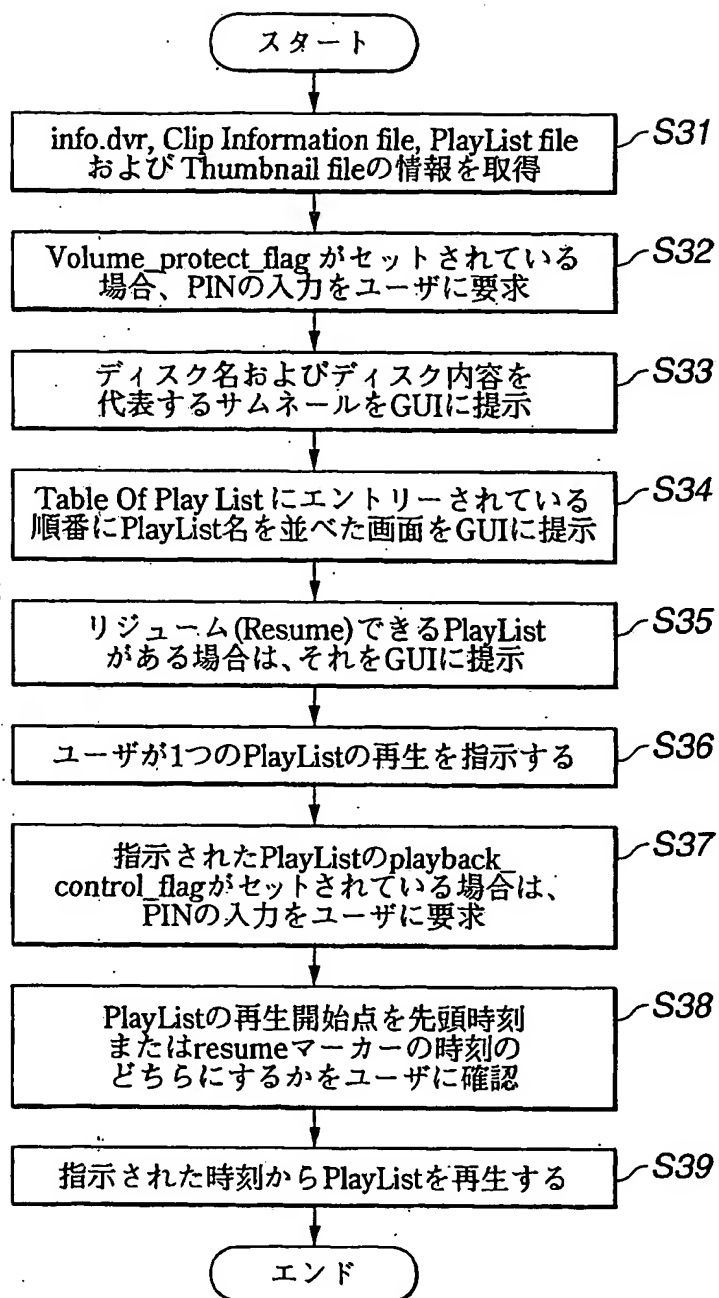 スタート
info.dvr, Clip Information file, PlayList file
および Thumbnail fileの情報を取得
S31
Volume_protect_flag がセットされている
場合、PINの入力をユーザに要求
S32
ディスク名およびディスク内容を
代表するサムネールをGUIに提示
S33
Table Of Play List にエントリーされている
順番にPlayList名を並べた画面をGUIに提示
S34
リジューム(Resume)できるPlayList
がある場合は、それをGUIに提示
S35
ユーザが1つのPlayListの再生を指示する
S36
指示されたPlayListのplayback_
control_flagがセットされている場合は、
PINの入力をユーザに要求
S37
PlayListの再生開始点を先頭時刻
またはresumeマーカーの時刻の
どちらにするかをユーザに確認
S38
指示された時刻からPlayListを再生する
S39
エンド